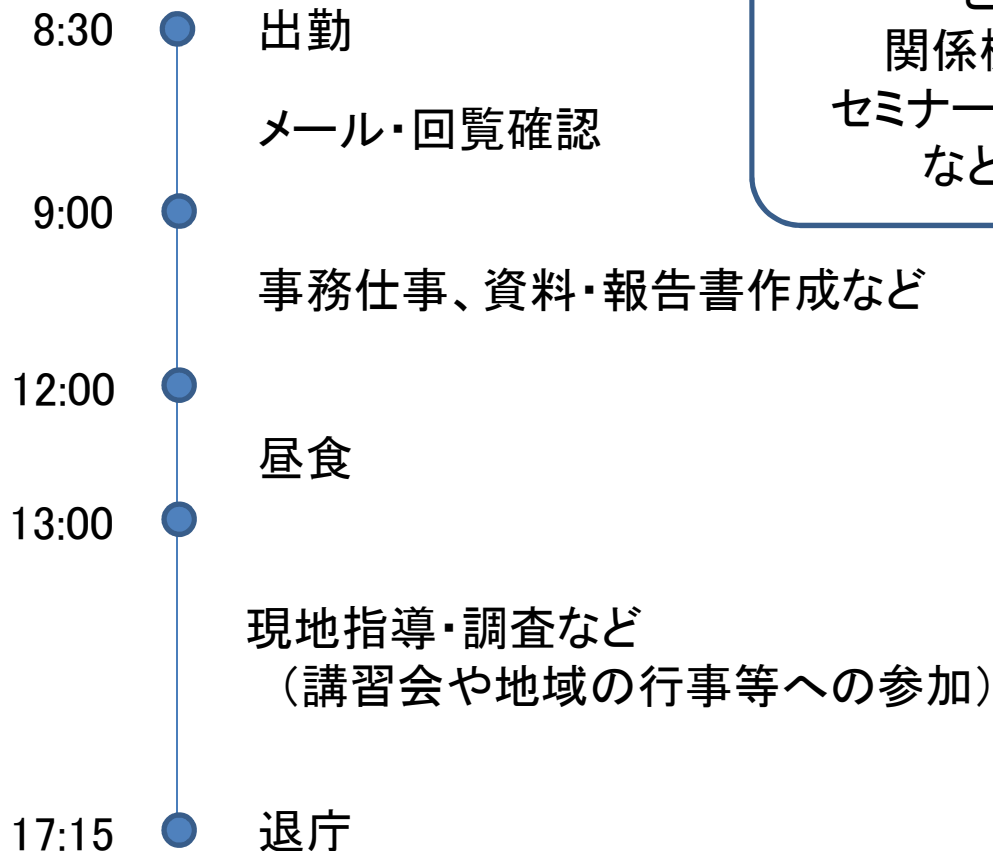 8:30 出勤
メール・回覧確認
9:00
事務仕事、資料・報告書作成など
12:00
昼食
13:00
現地指導・調査など
（講習会や地域の行事等への参加）
17:15 退庁
関係
セミナー
など